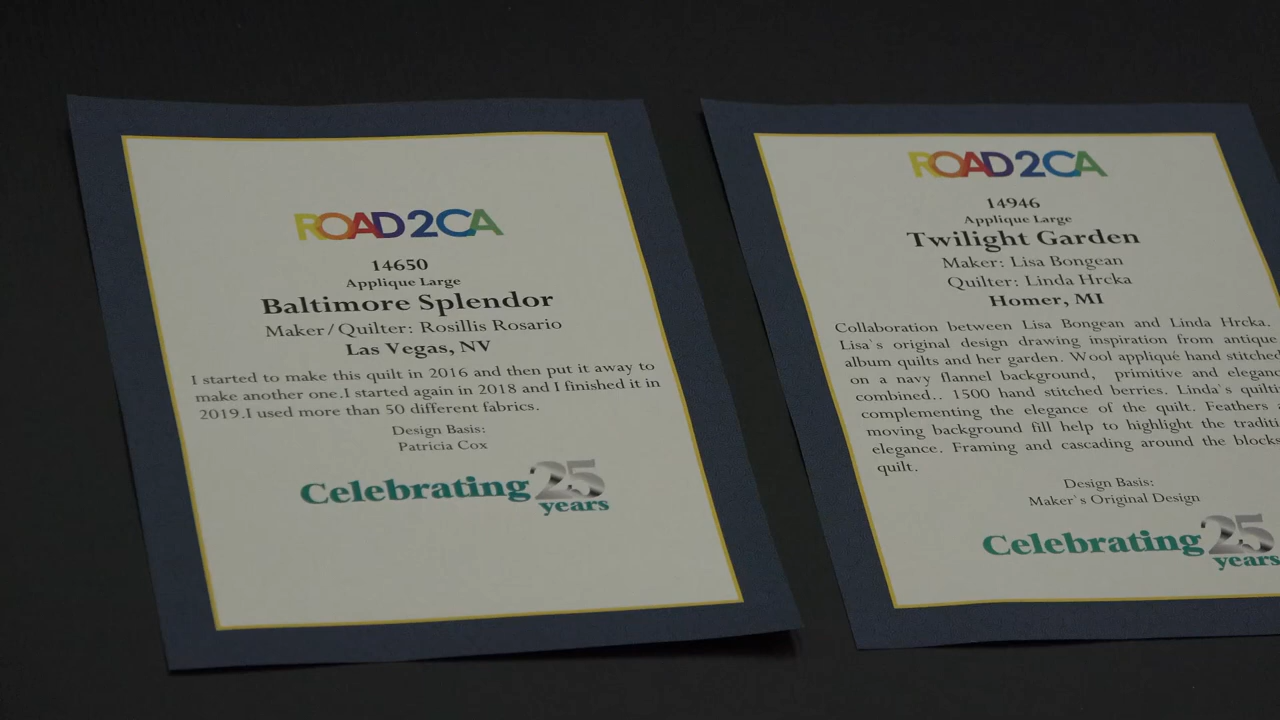 ROAD2CA
14650
Applique Large
Baltimore Splendor
Maker/Quilter: Rosillis Rosario
Las Vegas, NV
I started to make this quilt in 2016 and then put it away to
make another one.I started again in 2018 and I finished it in
2019.I used more than 50 different fabrics.
Design Basis:
Patricia Cox
Celebrating 25
years
ROAD2CA
14946
Applique Large
Twilight Garden
Maker: Lisa Bongean
Quilter: Linda Hrcka
Homer, MI
Collaboration between Lisa Bongean and Linda Hrcka.
Lisa`s original design drawing inspiration from antique
album quilts and her garden. Wool appliqué hand stitched
on a navy flannel background, primitive and
combined.. 1500 hand stitched berries. Linda`s
complementing the elegance of the quilt. Feathers
moving background fill help to highlight the
elegance. Framing and cascading around the blocks
quilt.
Design Basis:
Maker`s Original Design
Celebrating 25
years